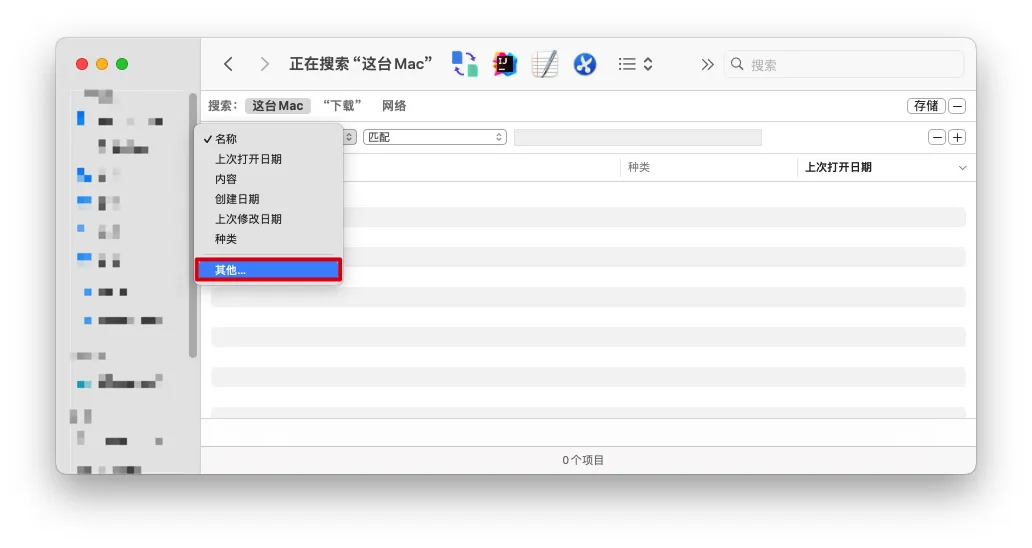 正在搜索“这台Mac”
搜索
搜索： 这台Mac “下载” 网络 存储
匹配
✓ 名称
上次打开日期
内容
创建日期
上次修改日期
种类
其他...
种类 上次打开日期
0个项目